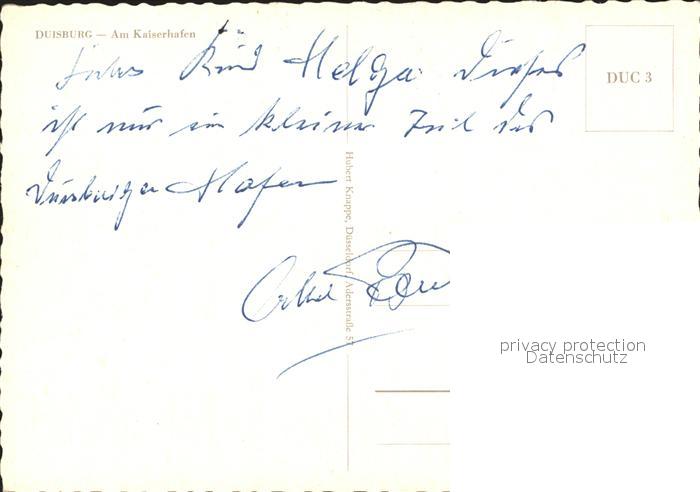 DUISBURG — Am Kaiserhafen
DUC 3
Liebes Kind Helga Dieses
ist nur ein kleiner Teil des
Duisburger Hafen
Onkel
Hubert Knappe, Düsseldorf, Adersstraße 57
privacy protection
Datenschutz